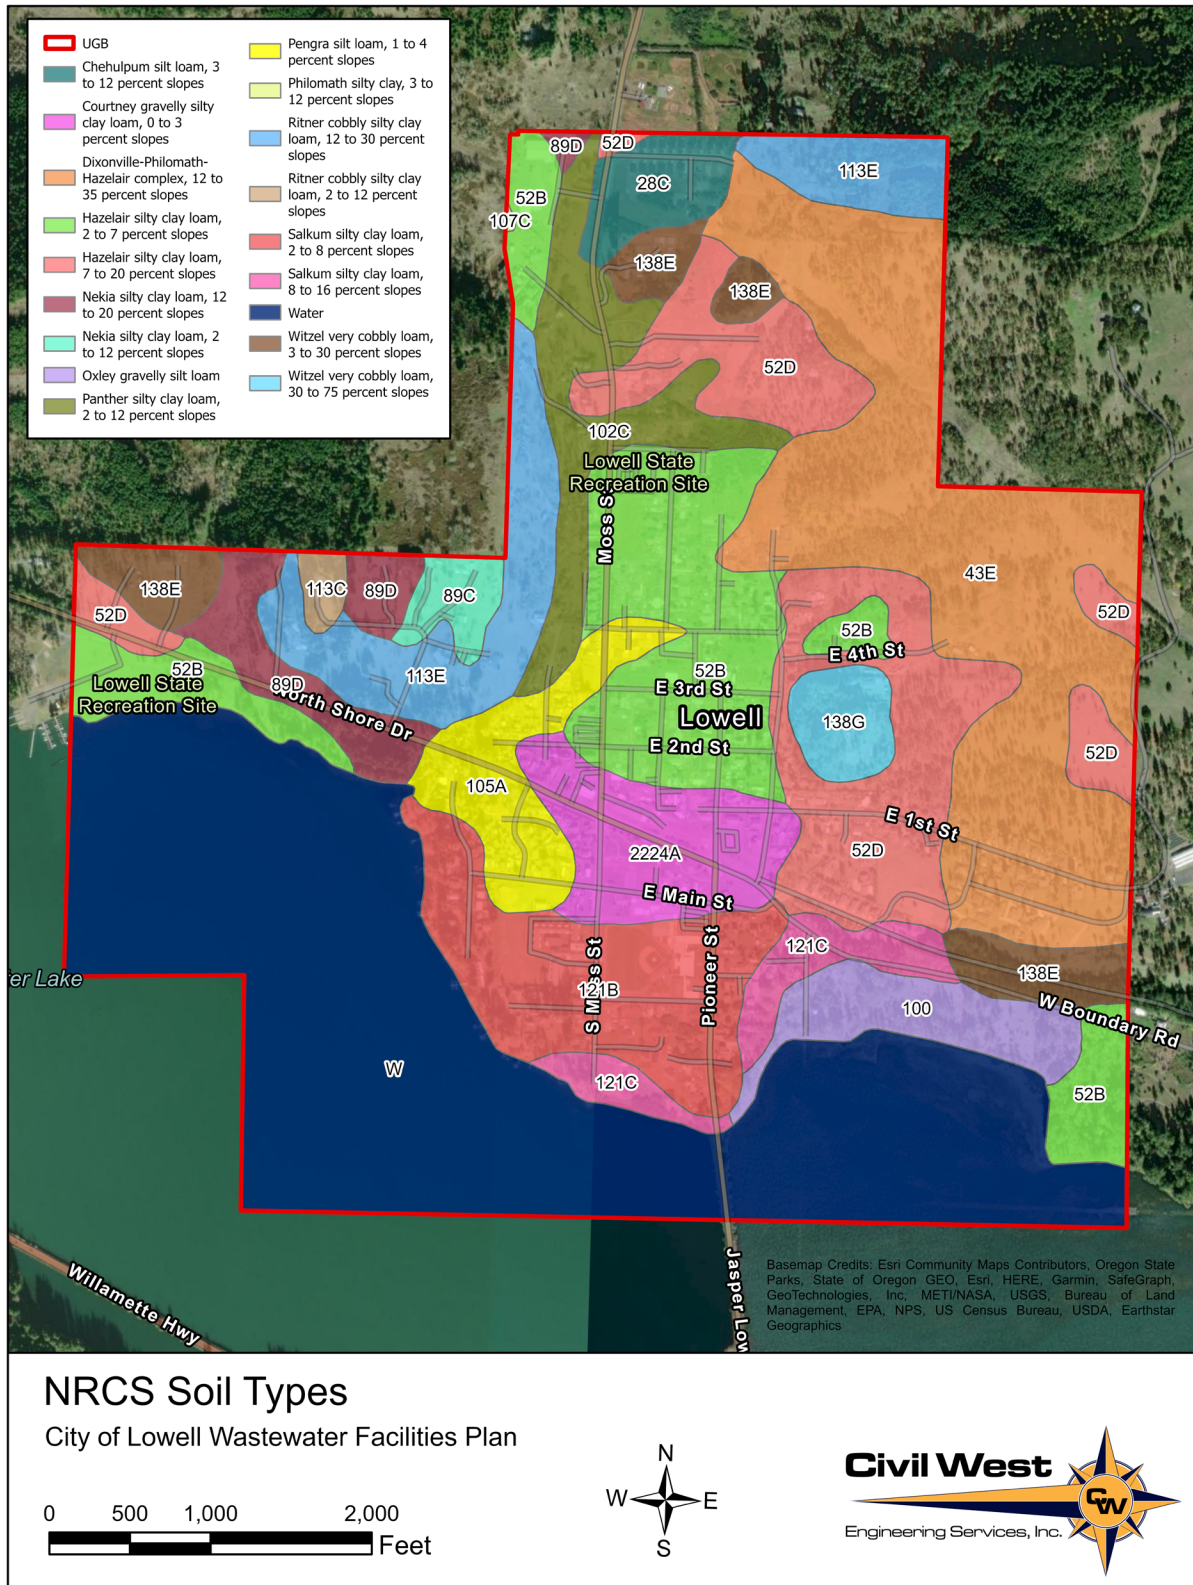 UGB
Chehulpum silt loam, 3
to 12 percent slopes
Courtney gravelly silty
clay loam, 0 to 3
percent slopes
Dixonville-Philomath-
Hazelair complex, 12 to
35 percent slopes
Hazelair silty clay loam,
2 to 7 percent slopes
Hazelair silty clay loam,
7 to 20 percent slopes
Nekia silty clay loam, 12
to 20 percent slopes
Nekia silty clay loam, 2
to 12 percent slopes
Oxley gravelly silt loam
Panther silty clay loam,
2 to 12 percent slopes
Pengra silt loam, 1 to 4
percent slopes
Philomath silty clay, 3 to
12 percent slopes
Ritner cobbly silty clay
loam, 12 to 30 percent
slopes
Ritner cobbly silty clay
loam, 2 to 12 percent
slopes
Salkum silty clay loam,
2 to 8 percent slopes
Salkum silty clay loam,
8 to 16 percent slopes
Water
Witzel very cobbly loam,
3 to 30 percent slopes
Witzel very cobbly loam,
30 to 75 percent slopes
89D
52D
113E
28C
52B
107C
138E
138E
52D
102C
Lowell State
Recreation Site
Moss St
43E
138E
113C
89D
89C
52D
52D
52B
E 4th St
52B
52B
113E
89D
Lowell State
Recreation Site
North Shore Dr
E 3rd St
Lowell
138G
E 2nd St
52D
105A
E 1st St
2224A
52D
E Main St
121C
138E
er Lake
S Moss St
121B
Pioneer St
100
W Boundary Rd
W
121C
52B
Jasper Low
Willamette Hwy
Basemap Credits: Esri Community Maps Contributors, Oregon State
Parks, State of Oregon GEO, Esri, HERE, Garmin, SafeGraph,
GeoTechnologies, Inc, METI/NASA, USGS, Bureau of Land
Management, EPA, NPS, US Census Bureau, USDA, Earthstar
Geographics
NRCS Soil Types
City of Lowell Wastewater Facilities Plan
0 500 1,000 2,000
Feet
N
W E
S
Civil West
CW
Engineering Services, Inc.